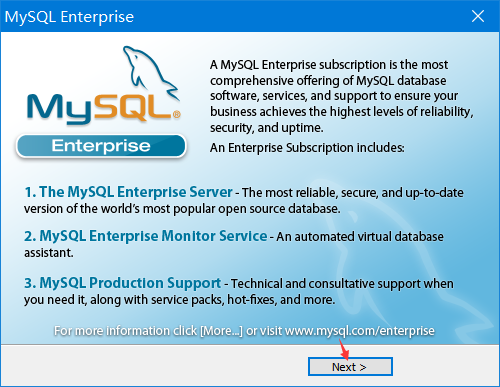 MySQL Enterprise
A MySQL Enterprise subscription is the most
comprehensive offering of MySQL database
software, services, and support to ensure your
business achieves the highest levels of reliability,
security, and uptime.
An Enterprise Subscription includes:
MySQL®
Enterprise
1. The MySQL Enterprise Server - The most reliable, secure, and up-to-date
version of the world's most popular open source database.
2. MySQL Enterprise Monitor Service - An automated virtual database
assistant.
3. MySQL Production Support - Technical and consultative support when
you need it, along with service packs, hot-fixes, and more.
For more information click [More...] or visit www.mysql.com/enterprise
Next >